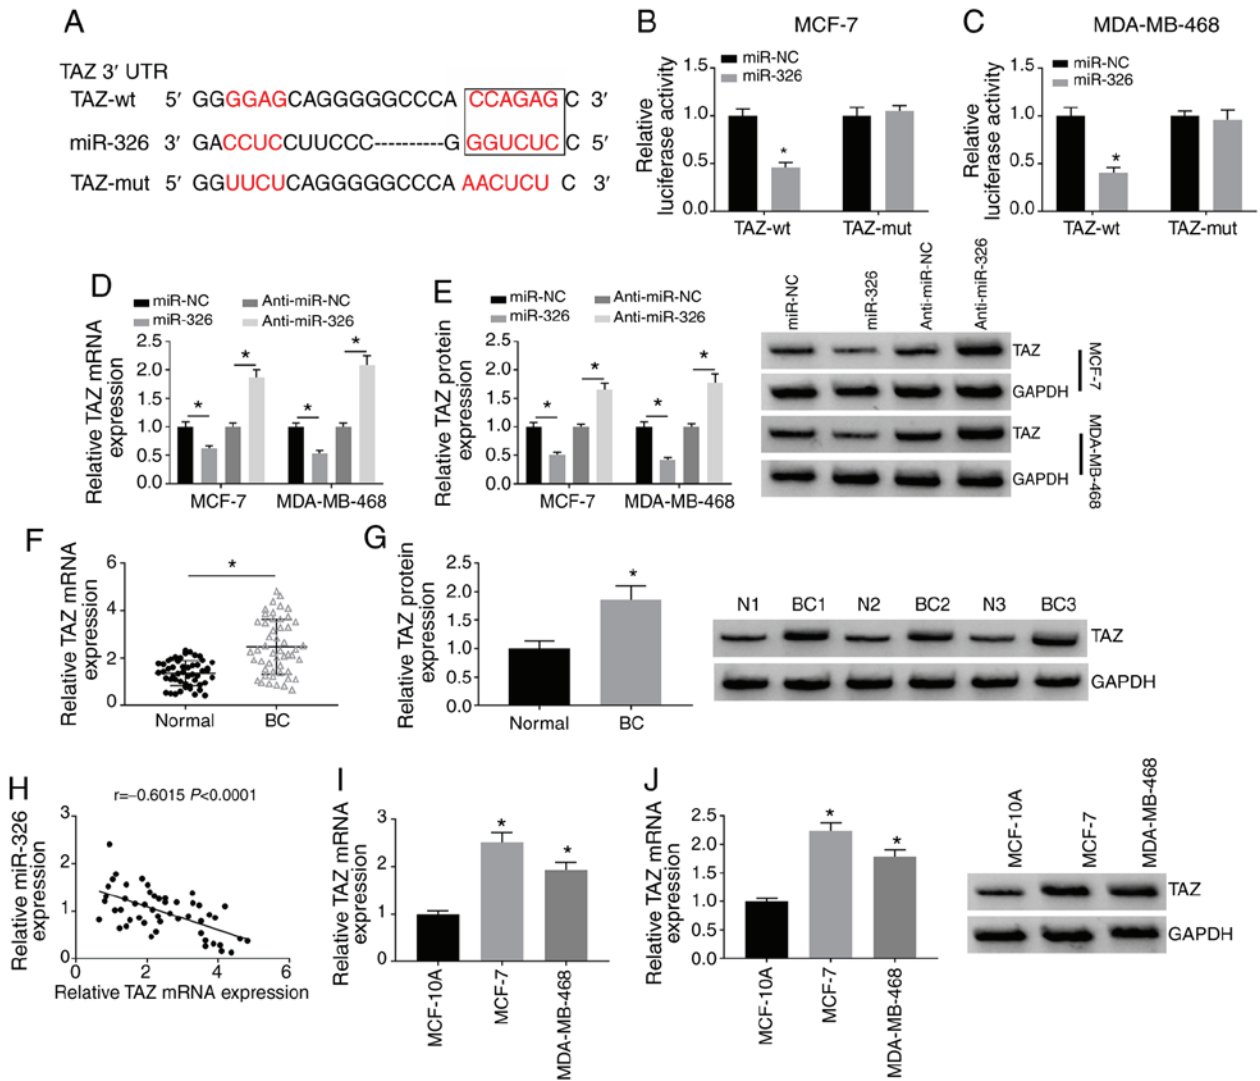 A
TAZ 3′ UTR
TAZ-wt 5′ GGGGAGCAGGGGGCCCA CCAGAG C 3′
miR-326 3′ GACCUCCUUCCC----------G GGUCUC C 5′
TAZ-mut 5′ GGUUCUCAGGGGGCCCA AACUCU C 3′
B
MCF-7
miR-NC
miR-326
Relative
luciferase activity
1.5
1.0
0.5
0.0
*
TAZ-wt TAZ-mut
C
MDA-MB-468
miR-NC
miR-326
Relative
luciferase activity
1.5
1.0
0.5
0.0
*
TAZ-wt TAZ-mut
D
miR-NC Anti-miR-NC
miR-326 Anti-miR-326
Relative TAZ mRNA
expression
2.5
2.0
1.5
1.0
0.5
0.0
* * * *
MCF-7 MDA-MB-468
E
miR-NC Anti-miR-NC
miR-326 Anti-miR-326
Relative TAZ protein
expression
2.5
2.0
1.5
1.0
0.5
0.0
* * * *
MCF-7 MDA-MB-468
miR-NC miR-326 Anti-miR-NC Anti-miR-326
TAZ
GAPDH
MCF-7
TAZ
GAPDH
MDA-MB-468
F
Relative TAZ mRNA
expression
6
4
2
0
*
Normal BC
G
Relative TAZ protein
expression
2.5
2.0
1.5
1.0
0.5
0.0
*
Normal BC
N1 BC1 N2 BC2 N3 BC3
TAZ
GAPDH
H
r=−0.6015 P<0.0001
Relative miR-326
expression
3
2
1
0
0 2 4 6
Relative TAZ mRNA expression
I
Relative TAZ mRNA
expression
3
2
1
0
* *
MCF-10A MCF-7 MDA-MB-468
J
Relative TAZ mRNA
expression
2.5
2.0
1.5
1.0
0.5
0.0
* *
MCF-10A MCF-7 MDA-MB-468
MCF-10A MCF-7 MDA-MB-468
TAZ
GAPDH